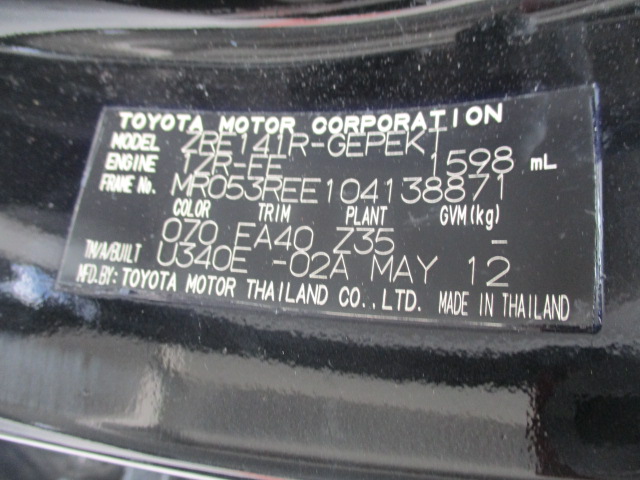 TOYOTA MOTOR CORPORATION
MODEL ZRE141R-GEPEKT
ENGINE 1ZR-FE 1598 mL
FRAME No. MR053REE104138871
COLOR TRIM PLANT GVM(kg)
070 EA40 Z35 -
TM/A/BUILT U340E -02A MAY 12
MFD.BY: TOYOTA MOTOR THAILAND CO.,LTD. MADE IN THAILAND